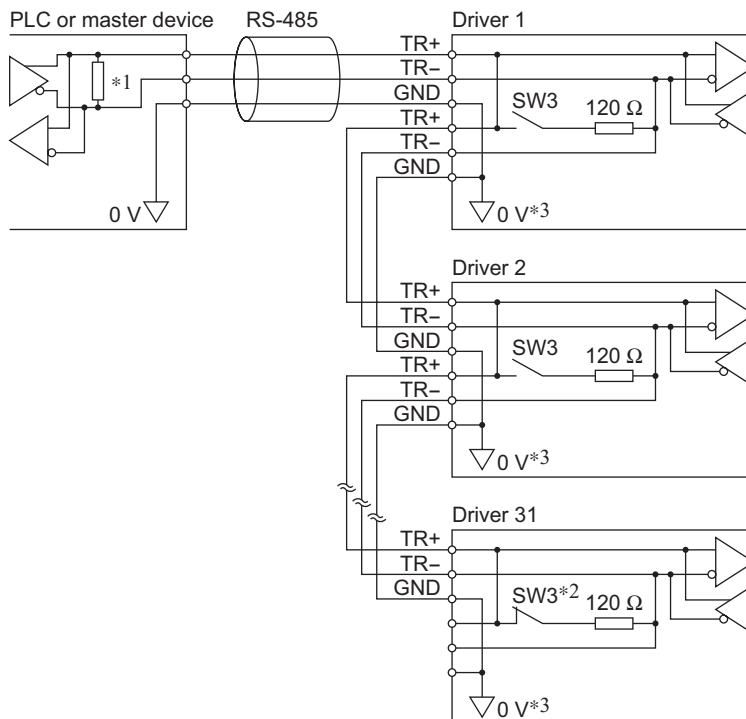 PLC or master device
RS-485
Driver 1
TR+
TR−
GND
TR+
TR−
GND
*1
0 V
SW3
120 Ω
0 V*3
Driver 2
TR+
TR−
GND
TR+
TR−
GND
SW3
120 Ω
0 V*3
Driver 31
TR+
TR−
GND
SW3*2
120 Ω
0 V*3